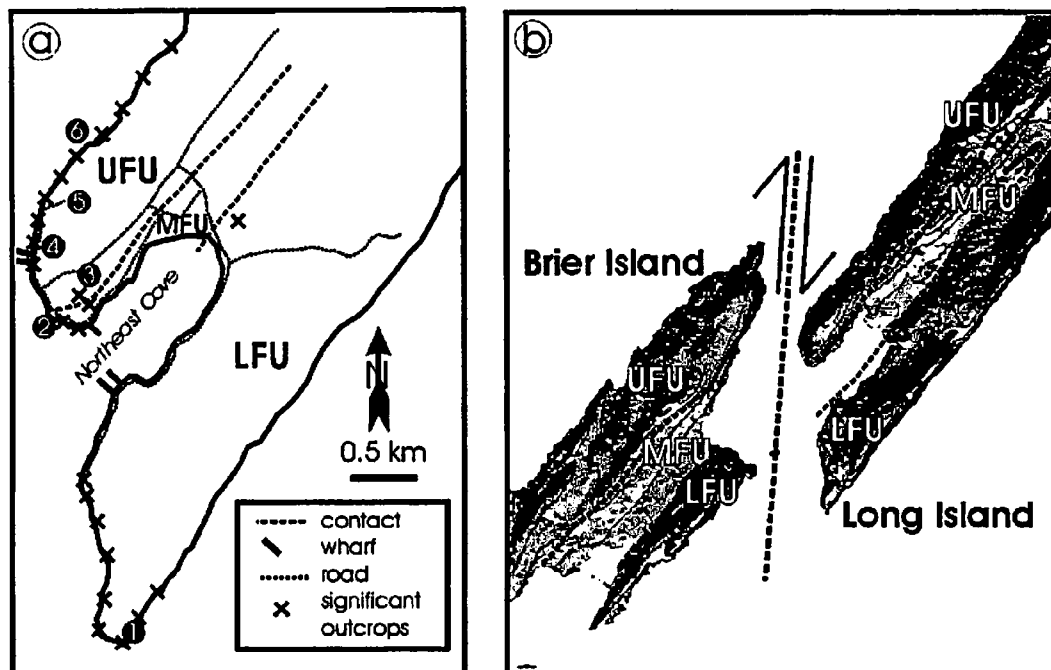 a
6
UFU
5
MFU
4
3
2
Northeast Cove
LFU
N
0.5 km
contact
wharf
road
significant
outcrops
1
b
UFU
MFU
Brier Island
UFU
MFU
LFU
LFU
Long Island